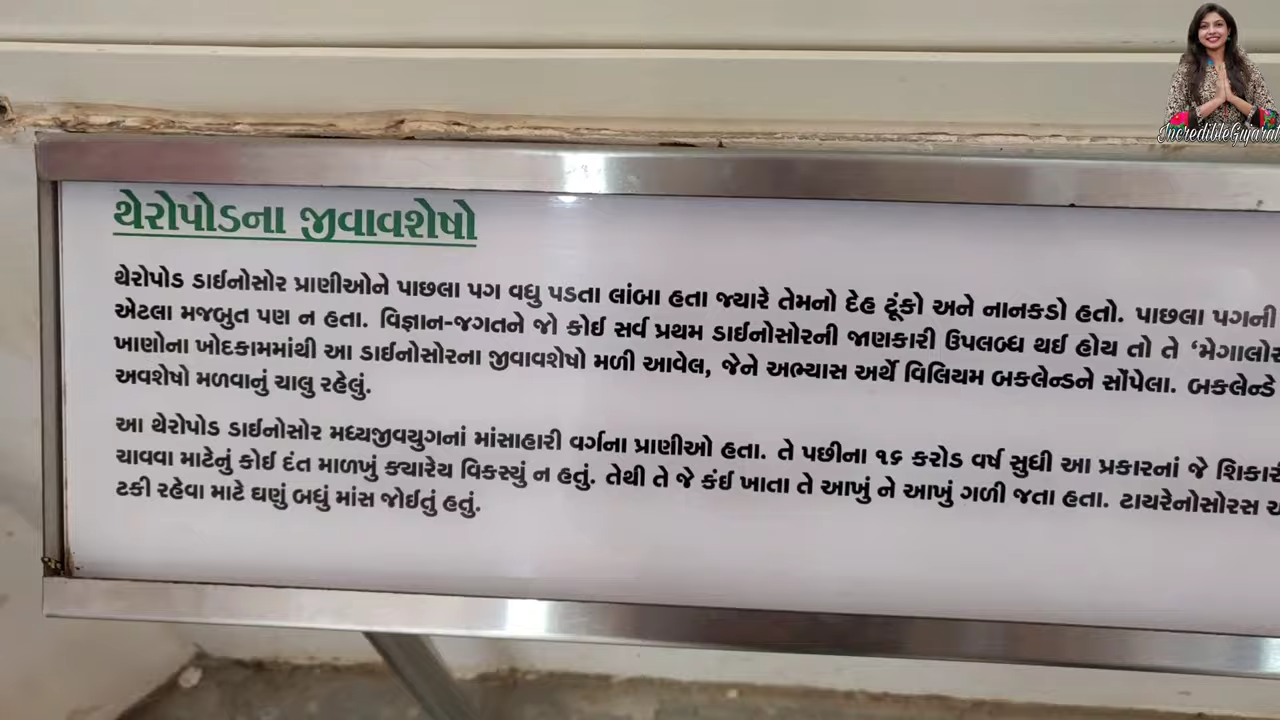 IncredibleGujarat
થેરોપોડના જીવાવશેષો
થેરોપોડ ડાઈનોસોર પ્રાણીઓને પાછલા પગ વધુ પડતા લાંબા હતા જ્યારે તેમનો દેહ ટૂંકો અને નાનકડો હતો. પાછલા પગની
એટલા મજબુત પણ ન હતા. વિજ્ઞાન-જગતને જો કોઈ સર્વ પ્રથમ ડાઈનોસોરની જાણકારી ઉપલબ્ધ થઈ હોય તો તે ‘મેગાલોસ
ખાણોના ખોદકામમાંથી આ ડાઈનોસોરના જીવાવશેષો મળી આવેલ, જેને અભ્યાસ અર્થે વિલિયમ બકલેન્ડને સોંપેલા. બકલેન્ડે
અવશેષો મળવાનું ચાલુ રહેલું.
આ થેરોપોડ ડાઈનોસોર મધ્યજીવયુગનાં માંસાહારી વર્ગના પ્રાણીઓ હતા. તે પછીના ૧૬ કરોડ વર્ષ સુધી આ પ્રકારનાં જે શિકારી
ચાવવા માટેનું કોઈ દંત માળખું ક્યારેય વિકસ્યું ન હતું. તેથી તે જે કંઈ ખાતા તે આખું ને આખું ગળી જતા હતા. ટાયરેનોસોરસ
ટકી રહેવા માટે ઘણું બધું માંસ જોઈતું હતું.